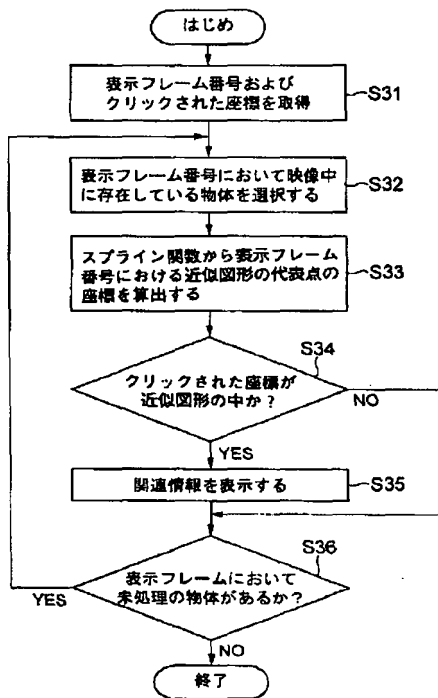 はじめ
表示フレーム番号および
クリックされた座標を取得
S31
表示フレーム番号において映像中
に存在している物体を選択する
S32
スプライン関数から表示フレーム
番号における近似図形の代表点の
座標を算出する
S33
S34
クリックされた座標が
近似図形の中か?
NO
YES
関連情報を表示する
S35
S36
表示フレームにおいて
未処理の物体があるか?
YES
NO
終了